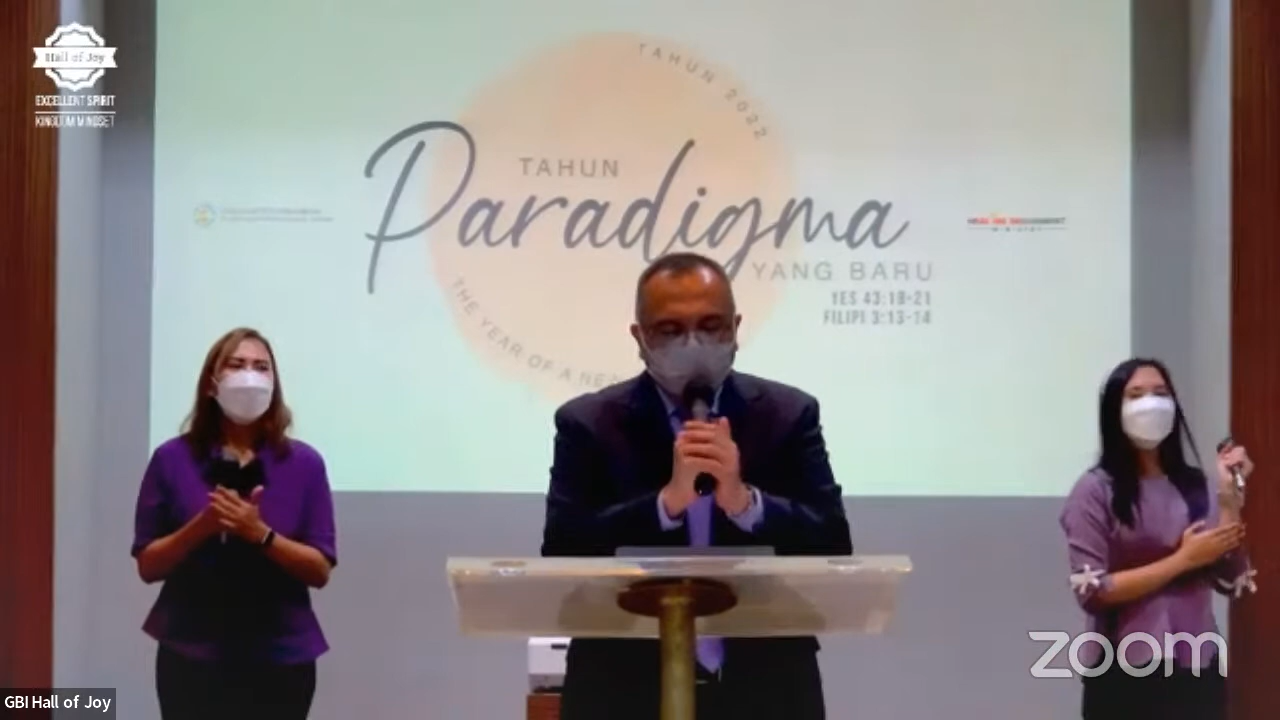 Hall of Joy
EXCELLENT SPIRIT
KINGDOM MINDSET
TAHUN 2022
TAHUN
Paradigma
YANG BARU
YES 43:18-21
FILIPI 3:13-14
THE YEAR OF A NEW
zoom
GBI Hall of Joy